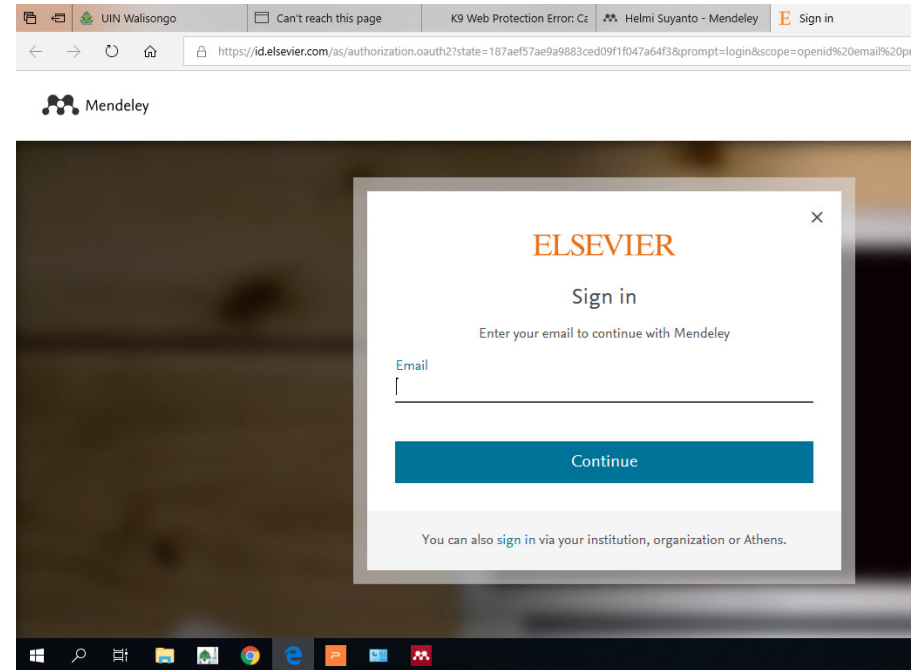 UIN Walisongo
Can't reach this page
K9 Web Protection Error: Ca
Helmi Suyanto - Mendeley
E Sign in
https://id.elsevier.com/as/authorization.oauth2?state=187aef57ae9a9883ced09f1f047a64f3&prompt=login&scope=openid%20email%20pr
Mendeley
ELSEVIER
Sign in
Enter your email to continue with Mendeley
Email
Continue
You can also sign in via your institution, organization or Athens.